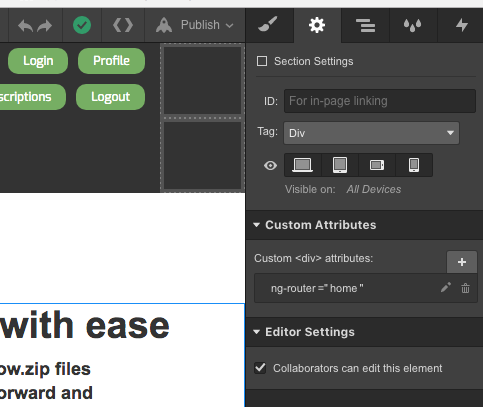 Publish
Login
Profile
scriptions
Logout
with ease
ow.zip files
orward and
Section Settings
ID: For in-page linking
Tag: Div
Visible on: All Devices
Custom Attributes
Custom <div> attributes:
+
ng-router="home"
Editor Settings
Collaborators can edit this element